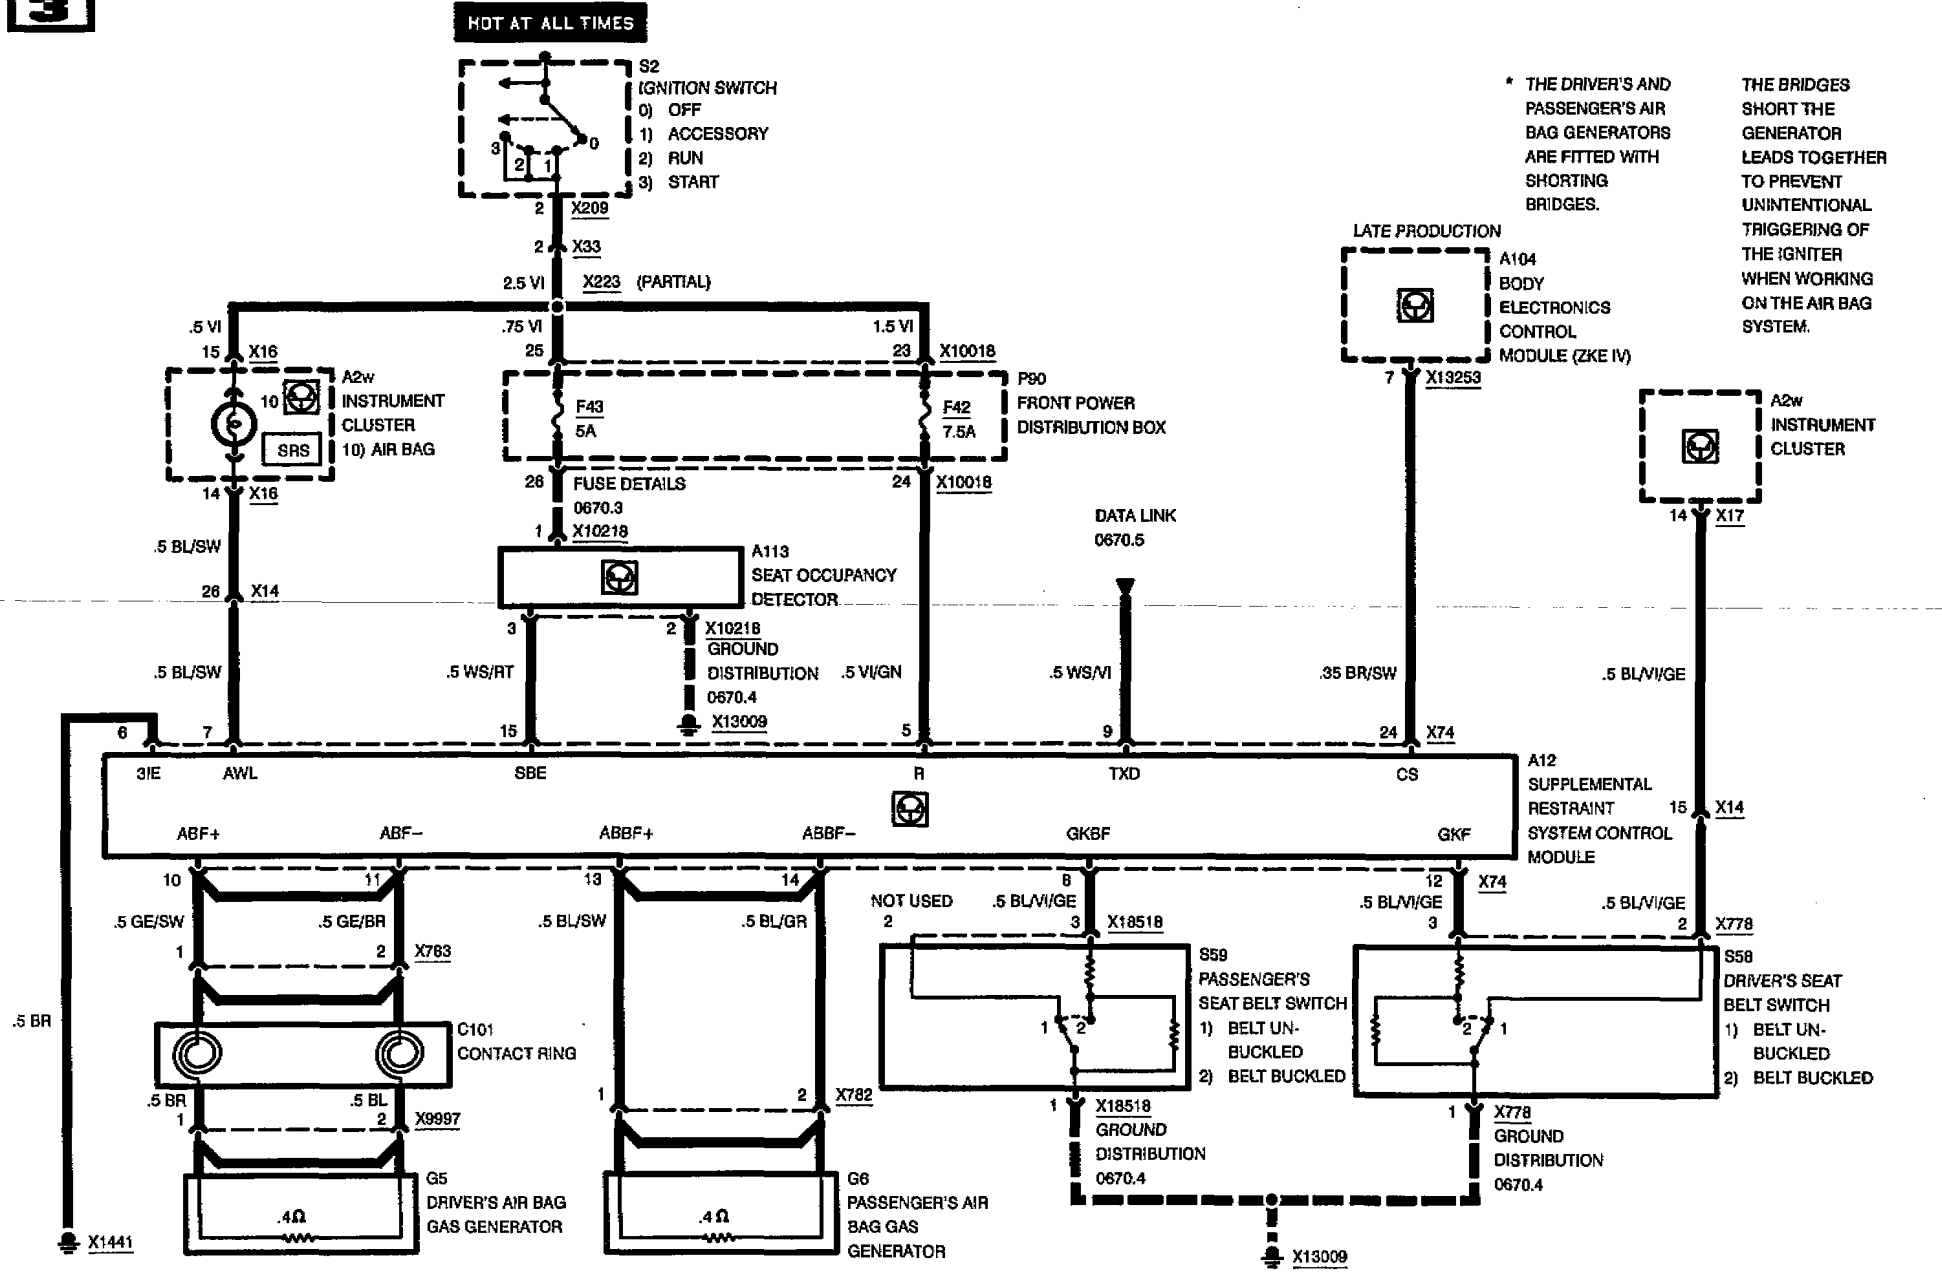 3
HOT AT ALL TIMES
S2
IGNITION SWITCH
0) OFF
1) ACCESSORY
2) RUN
3) START
3
2
1
0
2 X209
2 X33
2.5 VI X223 (PARTIAL)
.5 VI
.75 VI
1.5 VI
15 X16
25
23 X10018
A2w
INSTRUMENT
CLUSTER
10) AIR BAG
10
SRS
P90
FRONT POWER
DISTRIBUTION BOX
F43
5A
F42
7.5A
14 X16
26 FUSE DETAILS
0670.3
24 X10018
.5 BL/SW
1 X10218
A113
SEAT OCCUPANCY
DETECTOR
26 X14
3
2 X10218
GROUND
DISTRIBUTION
0670.4
X13009
.5 BL/SW
.5 WS/RT
.5 VI/GN
DATA LINK
0670.5
.5 WS/VI
* THE DRIVER'S AND
PASSENGER'S AIR
BAG GENERATORS
ARE FITTED WITH
SHORTING
BRIDGES.
THE BRIDGES
SHORT THE
GENERATOR
LEADS TOGETHER
TO PREVENT
UNINTENTIONAL
TRIGGERING OF
THE IGNITER
WHEN WORKING
ON THE AIR BAG
SYSTEM.
LATE PRODUCTION
A104
BODY
ELECTRONICS
CONTROL
MODULE (ZKE IV)
7 X13253
.35 BR/SW
A2w
INSTRUMENT
CLUSTER
14 X17
.5 BL/VI/GE
6
7
15
5
9
24 X74
31E
AWL
SBE
R
TXD
CS
A12
SUPPLEMENTAL
RESTRAINT
SYSTEM CONTROL
MODULE
15 X14
ABF+
ABF−
ABBF+
ABBF−
GKBF
GKF
10
11
13
14
8
12 X74
.5 GE/SW
.5 GE/BR
.5 BL/SW
.5 BL/GR
NOT USED
2
.5 BL/VI/GE
.5 BL/VI/GE
.5 BL/VI/GE
1
2 X763
3 X18518
3
2 X778
S59
PASSENGER'S
SEAT BELT SWITCH
1) BELT UN-
BUCKLED
2) BELT BUCKLED
1
2
S58
DRIVER'S SEAT
BELT SWITCH
1) BELT UN-
BUCKLED
2) BELT BUCKLED
2
1
.5 BR
C101
CONTACT RING
.5 BR
.5 BL
1
2 X9997
1
2 X782
1 X18518
GROUND
DISTRIBUTION
0670.4
1 X778
GROUND
DISTRIBUTION
0670.4
G5
DRIVER'S AIR BAG
GAS GENERATOR
.4Ω
G6
PASSENGER'S AIR
BAG GAS
GENERATOR
.4Ω
X1441
X13009